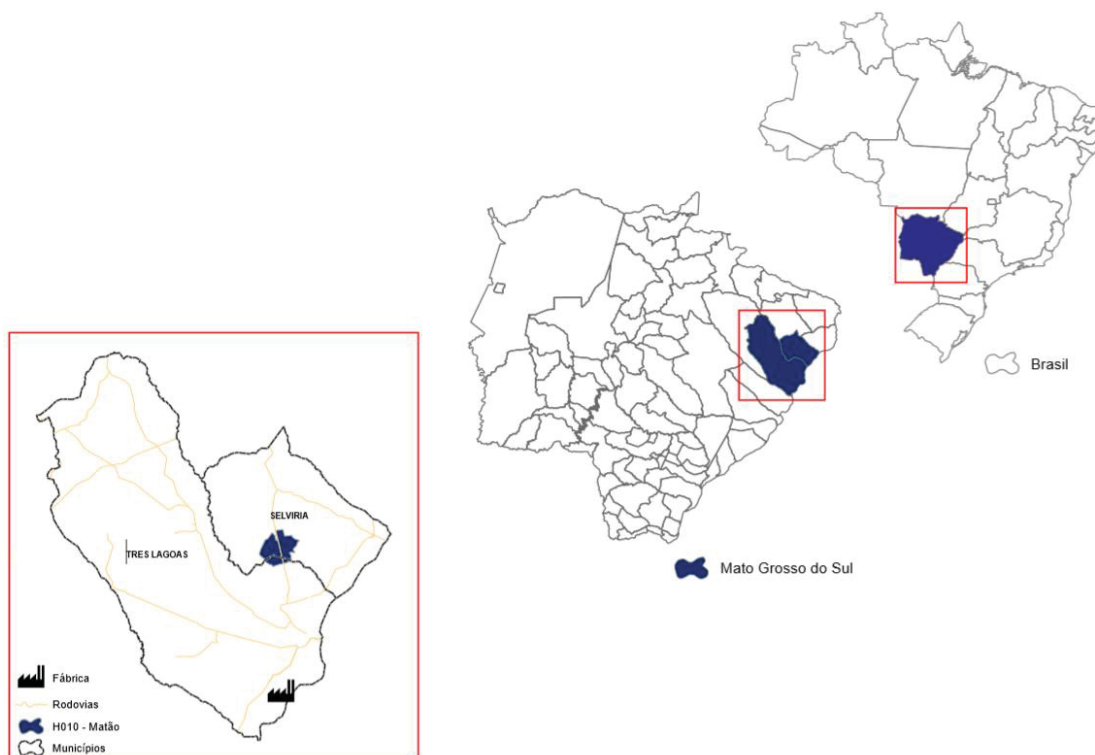 Brasil
Mato Grosso do Sul
SELVIRIA
TRES LAGOAS
Fábrica
Rodovias
H010 - Matão
Municípios